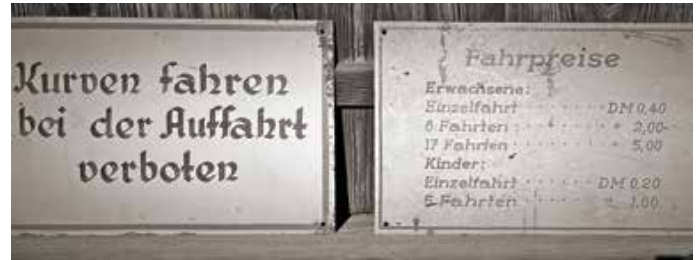 Kurven fahren
bei der Auffahrt
verboten
Fahrpreise
Erwachsene:
Einzelfahrt . . . . . . DM 0,40
6 Fahrten . . . . . . " 2,00
17 Fahrten . . . . . . " 5,00
Kinder:
Einzelfahrt . . . . . . DM 0,20
5 Fahrten . . . . . . " 1,00